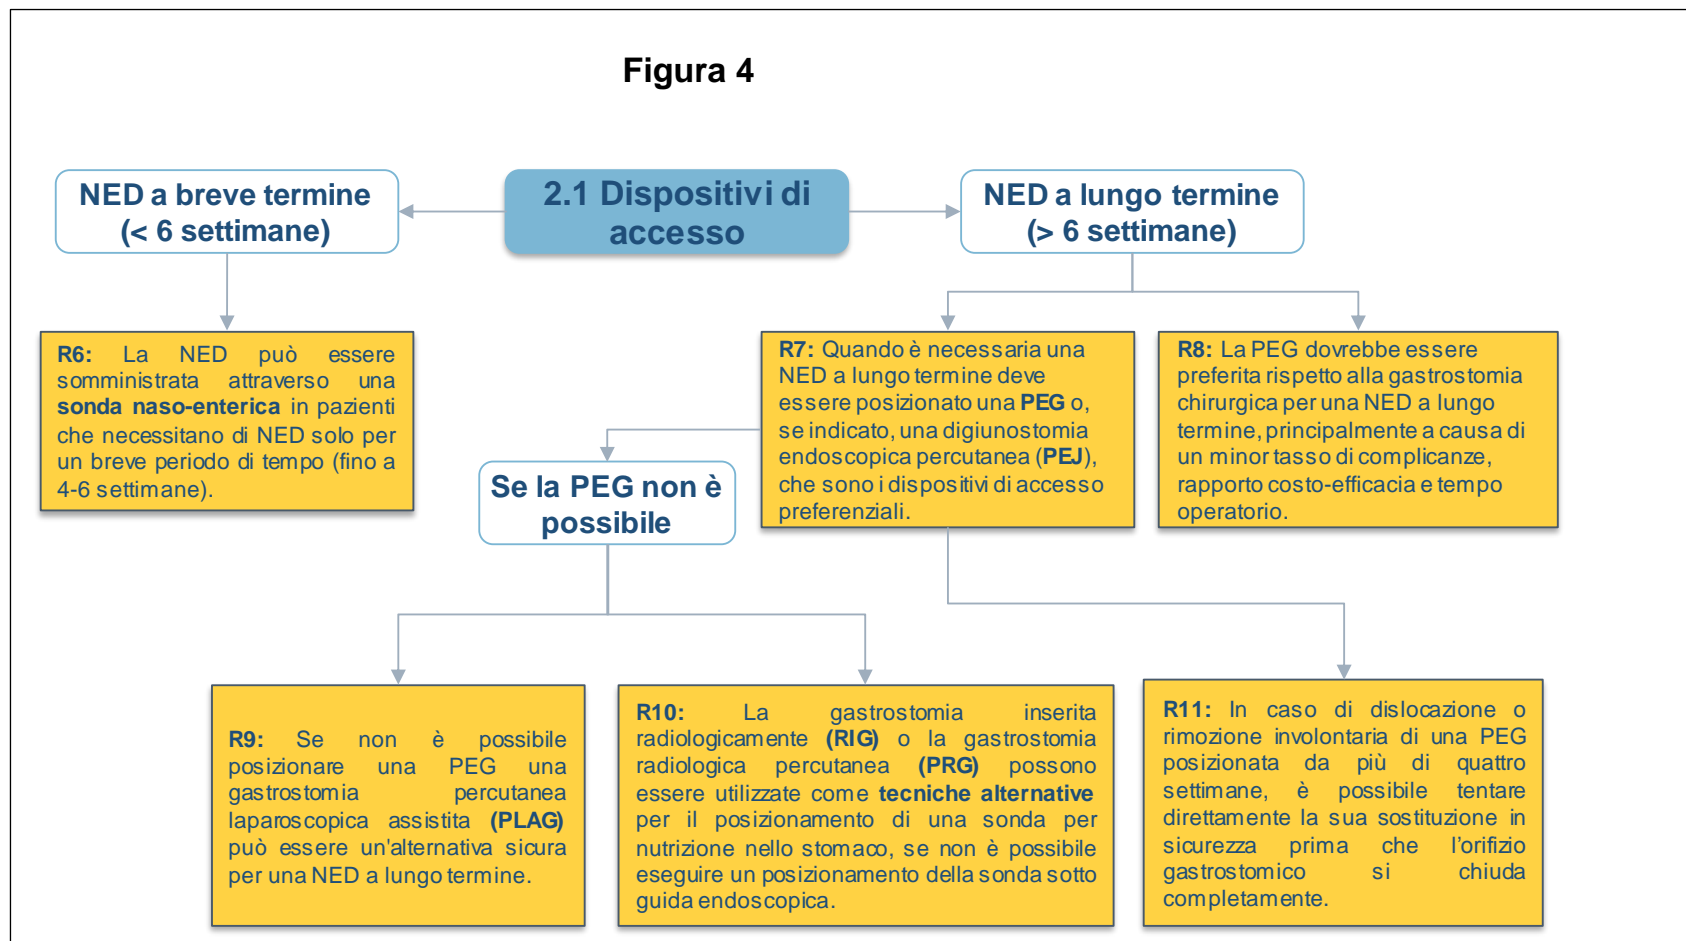 Figura 4
NED a breve termine
(< 6 settimane)
2.1 Dispositivi di
accesso
NED a lungo termine
(> 6 settimane)
R6: La NED può essere
somministrata attraverso una
sonda naso-enterica in pazienti
che necessitano di NED solo per
un breve periodo di tempo (fino a
4-6 settimane).
R7: Quando è necessaria una
NED a lungo termine deve
essere posizionato una PEG o,
se indicato, una digiunostomia
endoscopica percutanea (PEJ),
che sono i dispositivi di accesso
preferenziali.
R8: La PEG dovrebbe essere
preferita rispetto alla gastrostomia
chirurgica per una NED a lungo
termine, principalmente a causa di
un minor tasso di complicanze,
rapporto costo-efficacia e tempo
operatorio.
Se la PEG non è
possibile
R9: Se non è possibile
posizionare una PEG una
gastrostomia percutanea
laparoscopica assistita (PLAG)
può essere un'alternativa sicura
per una NED a lungo termine.
R10: La gastrostomia inserita
radiologicamente (RIG) o la gastrostomia
radiologica percutanea (PRG) possono
essere utilizzate come tecniche alternative
per il posizionamento di una sonda per
nutrizione nello stomaco, se non è possibile
eseguire un posizionamento della sonda sotto
guida endoscopica.
R11: In caso di dislocazione o
rimozione involontaria di una PEG
posizionata da più di quattro
settimane, è possibile tentare
direttamente la sua sostituzione in
sicurezza prima che l'orifizio
gastrostomico si chiuda
completamente.